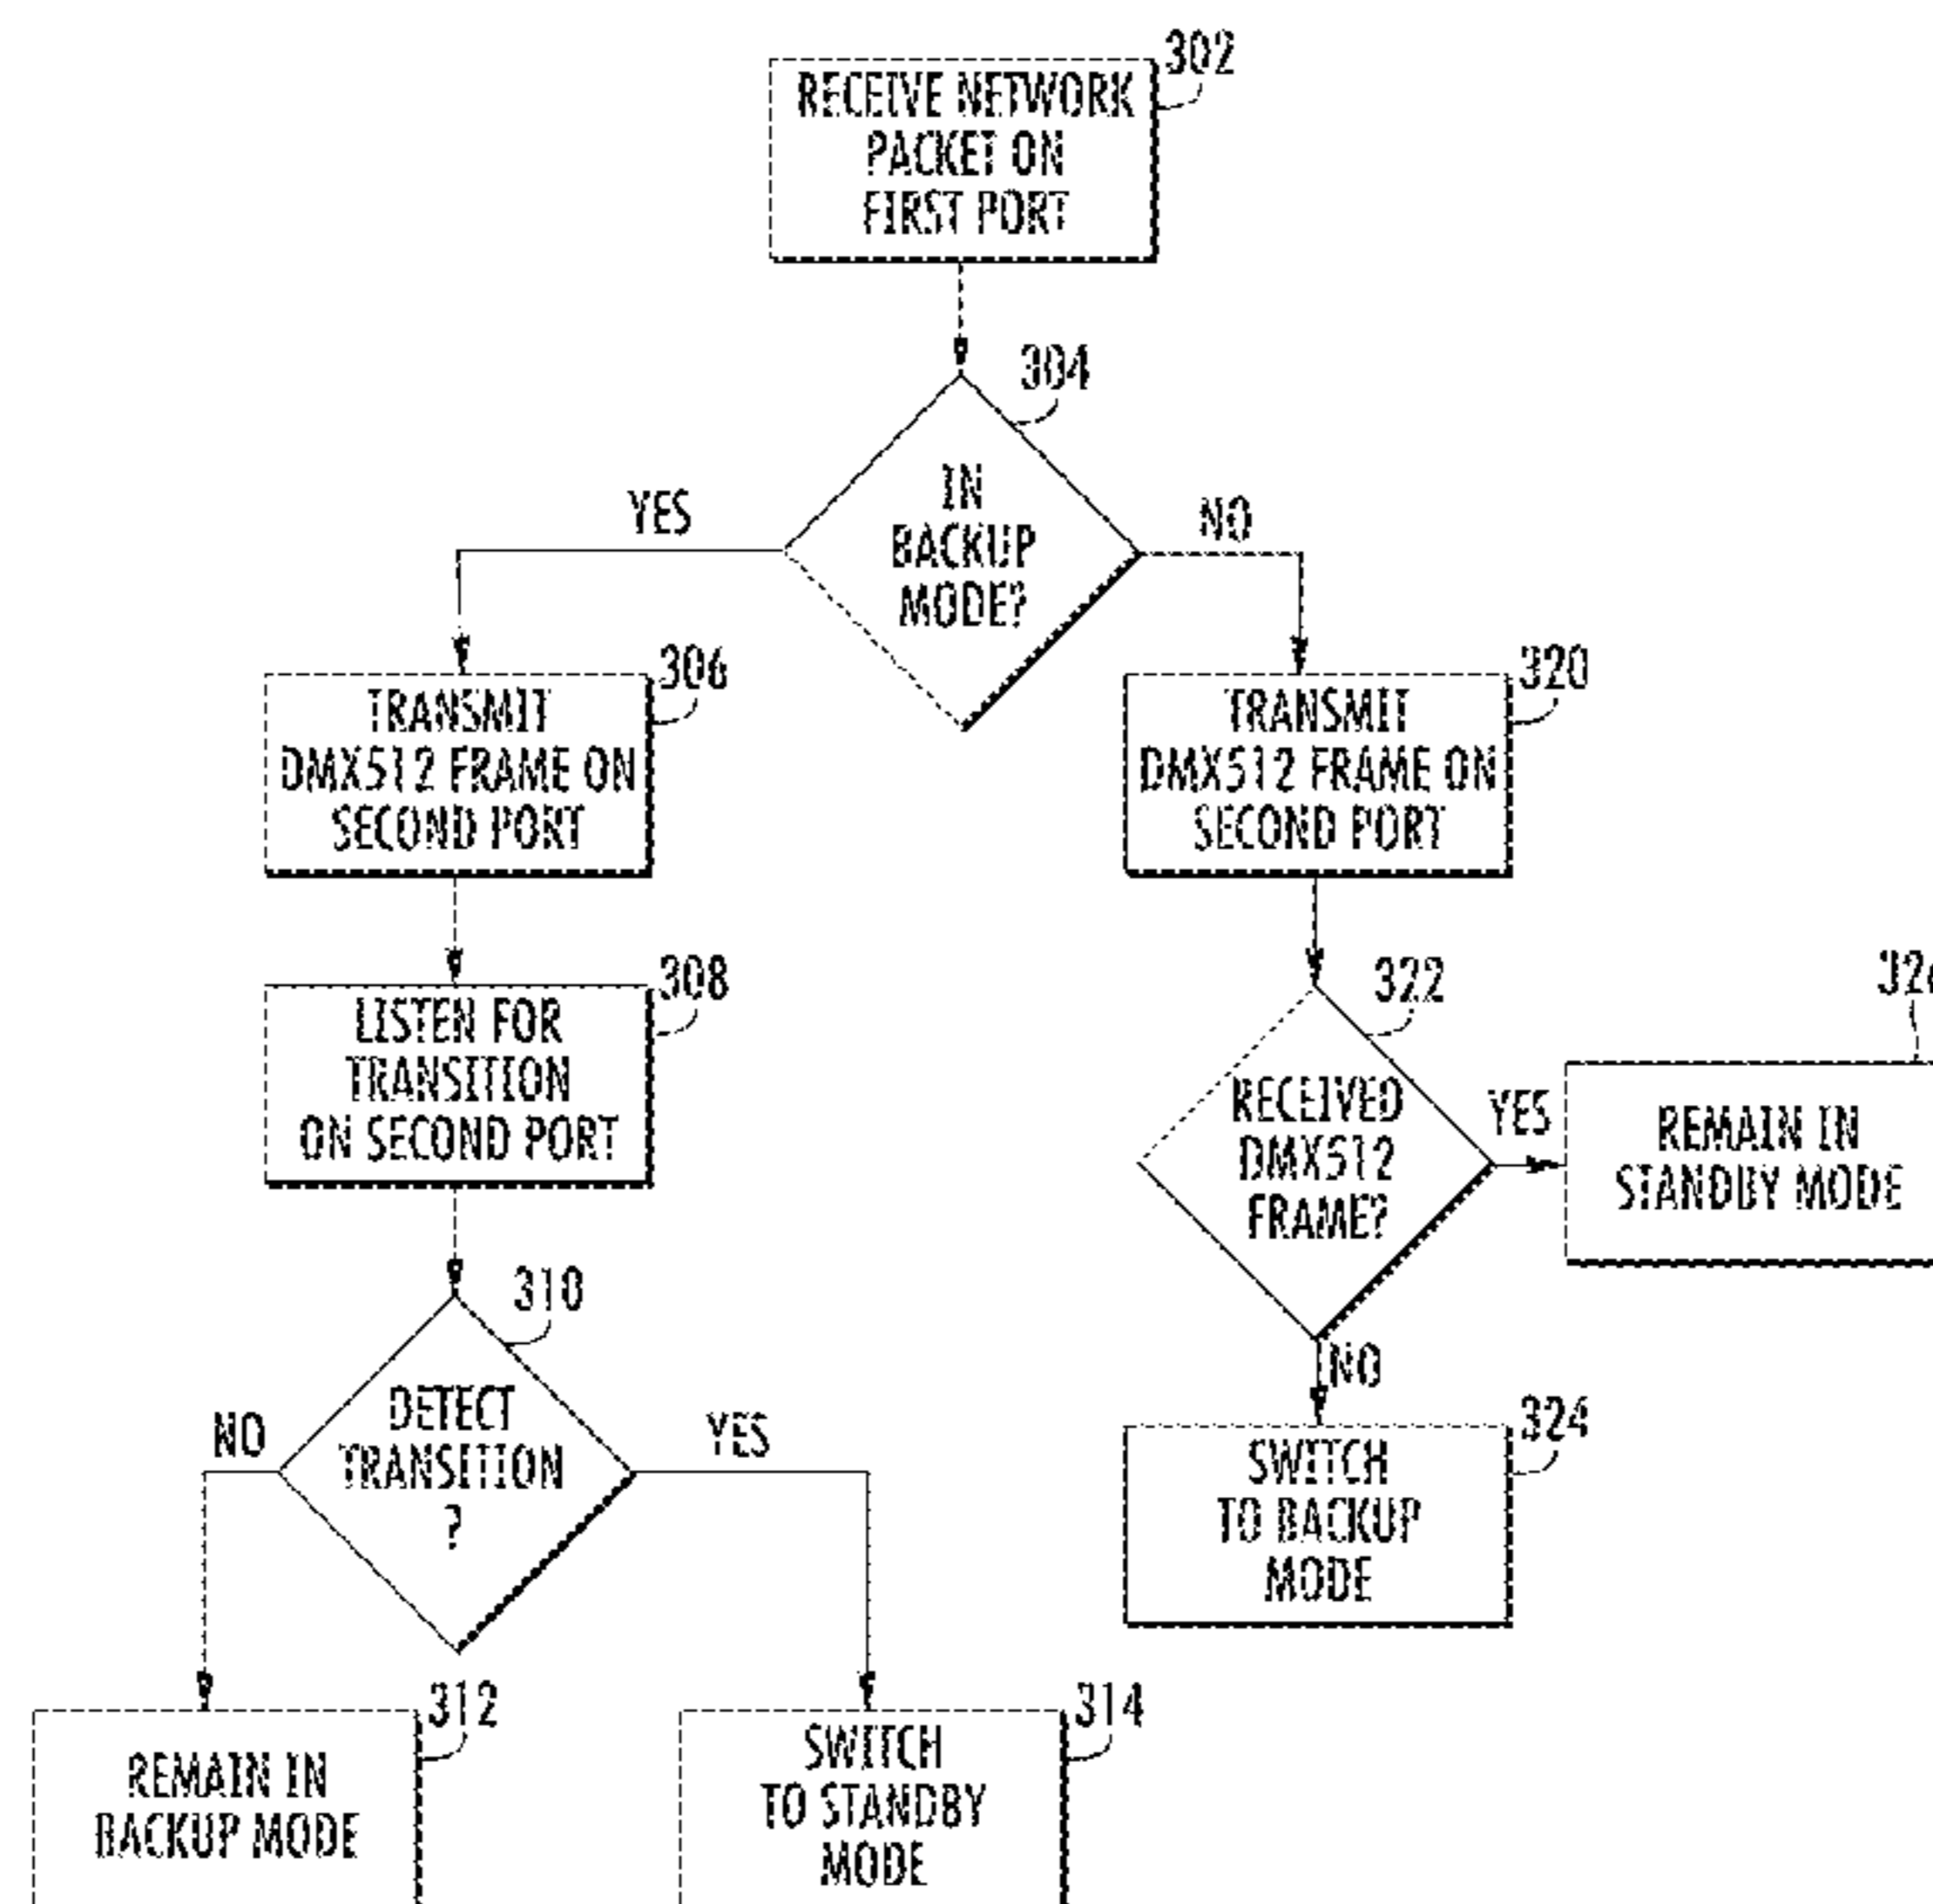 302
RECEIVE NETWORK
PACKET ON
FIRST PORT
304
IN
BACKUP
MODE?
YES
NO
306
TRANSMIT
DMX512 FRAME ON
SECOND PORT
320
TRANSMIT
DMX512 FRAME ON
SECOND PORT
308
LISTEN FOR
TRANSITION
ON SECOND PORT
322
RECEIVED
DMX512
FRAME?
YES
REMAIN IN
STANDBY MODE
NO
310
DETECT
TRANSITION
?
NO
YES
324
SWITCH
TO BACKUP
MODE
312
REMAIN IN
BACKUP MODE
314
SWITCH
TO STANDBY
MODE